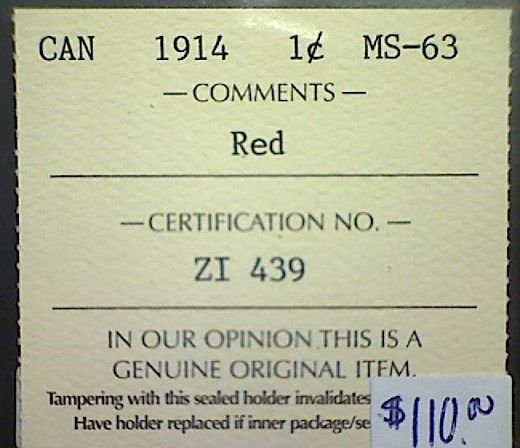 CAN 1914 1¢ MS-63
— COMMENTS —
Red
— CERTIFICATION NO. —
ZI 439
IN OUR OPINION THIS IS A
GENUINE ORIGINAL ITEM.
Tampering with this sealed holder invalidates
Have holder replaced if inner package/se
$110.00